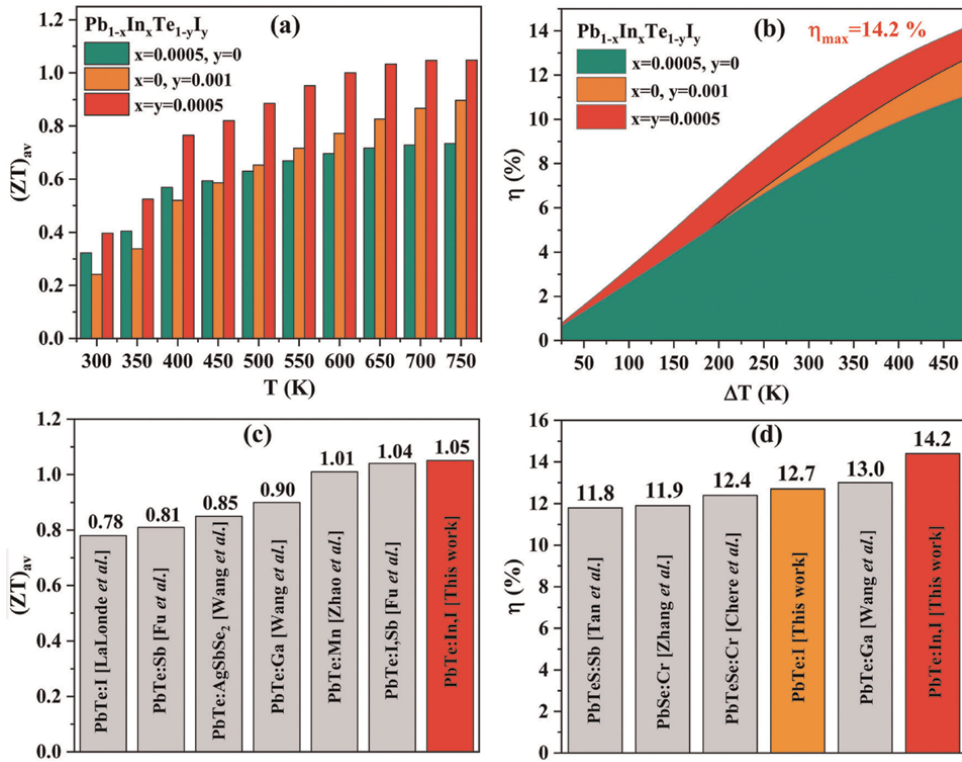 (a)
Pb1-xInxTe1-yIy
x=0.0005, y=0
x=0, y=0.001
x=y=0.0005
(ZT)av
1.2
1.0
0.8
0.6
0.4
0.2
0.0
300 350 400 450 500 550 600 650 700 750
T (K)
(b)
Pb1-xInxTe1-yIy
ηmax=14.2 %
x=0.0005, y=0
x=0, y=0.001
x=y=0.0005
η (%)
14
12
10
8
6
4
2
0
50 100 150 200 250 300 350 400 450
ΔT (K)
(c)
(ZT)av
1.2
1.0
0.8
0.6
0.4
0.2
0.0
0.78
0.81
0.85
0.90
1.01
1.04
1.05
PbTe:I [LaLonde et al.]
PbTe:Sb [Fu et al.]
PbTe:AgSbSe2 [Wang et al.]
PbTe:Ga [Wang et al.]
PbTe:Mn [Zhao et al.]
PbTe:I,Sb [Fu et al.]
PbTe:In,I [This work]
(d)
η (%)
16
14
12
10
8
6
4
2
0
11.8
11.9
12.4
12.7
13.0
14.2
PbTeS:Sb [Tan et al.]
PbSe:Cr [Zhang et al.]
PbTeSe:Cr [Chere et al.]
PbTe:I [This work]
PbTe:Ga [Wang et al.]
PbTe:In,I [This work]